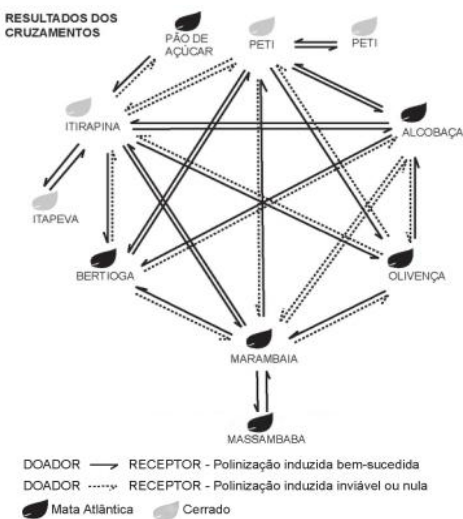 RESULTADOS DOS
CRUZAMENTOS
PÃO DE
AÇÚCAR
PETI
PETI
ITIRAPINA
ALCOBAÇA
ITAPEVA
BERTIOGA
OLIVENÇA
MARAMBAIA
MASSAMBABA
DOADOR RECEPTOR - Polinização induzida bem-sucedida
DOADOR RECEPTOR - Polinização induzida inviável ou nula
Mata Atlântica Cerrado